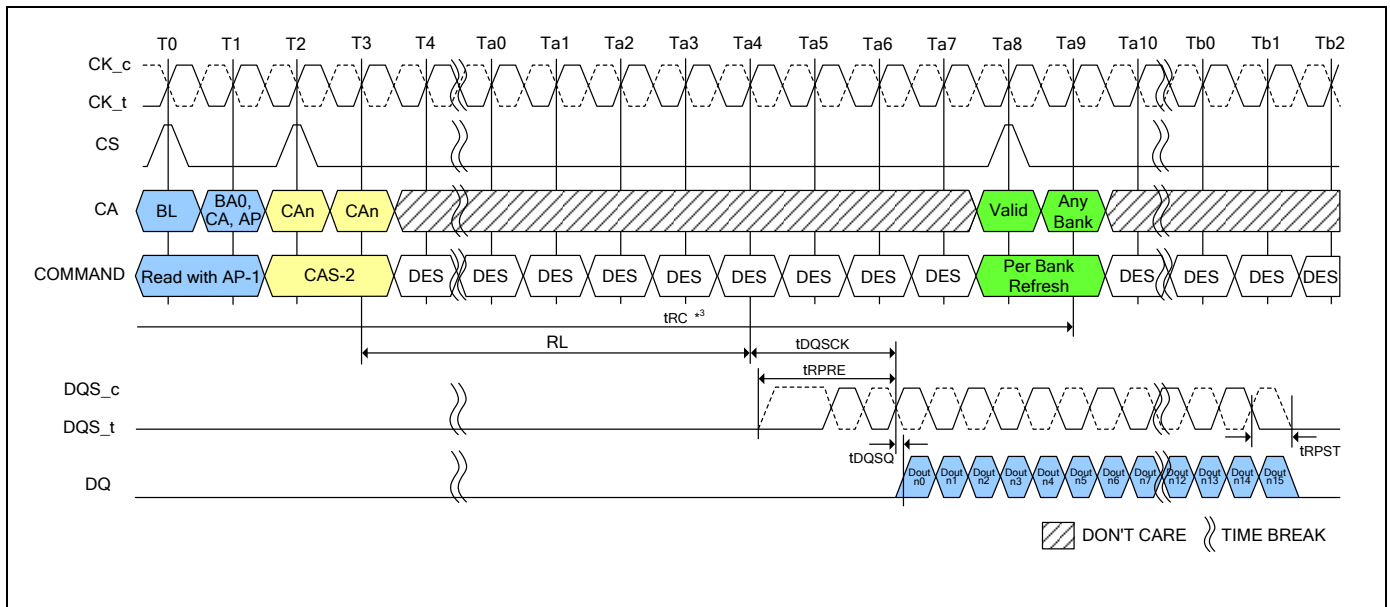 T0 T1 T2 T3 T4 Ta0 Ta1 Ta2 Ta3 Ta4 Ta5 Ta6 Ta7 Ta8 Ta9 Ta10 Tb0 Tb1 Tb2
CK_c
CK_t
CS
CA BL BA0, CA, AP CAn CAn Valid Any Bank
COMMAND Read with AP-1 CAS-2 DES DES DES DES DES DES DES DES DES Per Bank Refresh DES DES DES DES
tRC *3
RL tDQSCK
tRPRE
DQS_c
DQS_t
tDQSQ tRPST
DQ Dout n0 Dout n1 Dout n2 Dout n3 Dout n4 Dout n5 Dout n6 Dout n7 Dout n12 Dout n13 Dout n14 Dout n15
DON'T CARE TIME BREAK